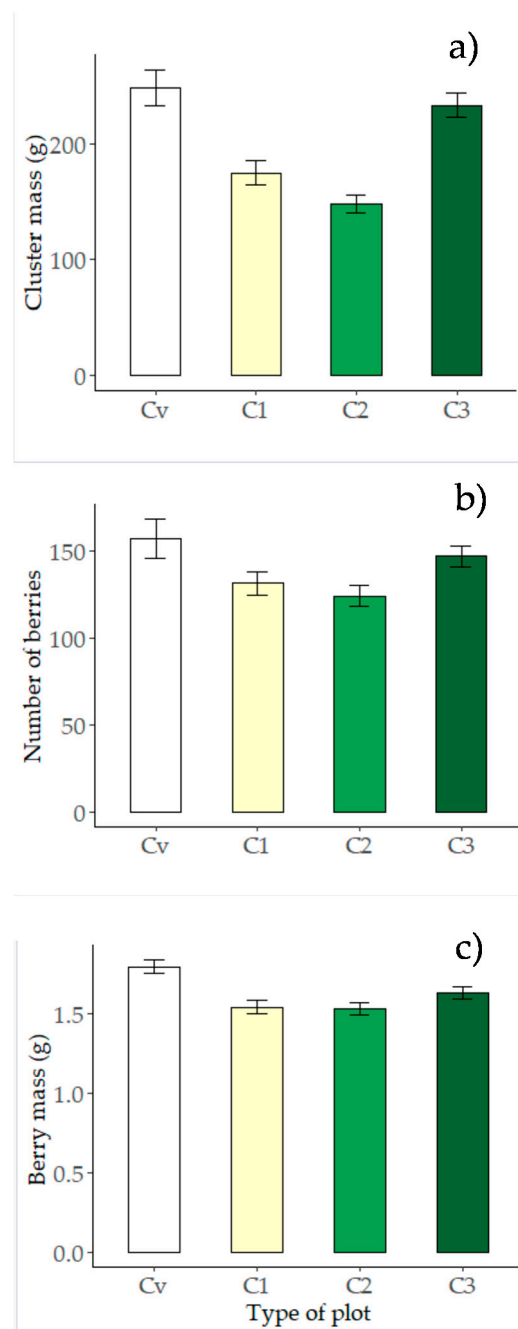 a)
Cluster mass (g)
200
100
0
Cv C1 C2 C3
b)
Number of berries
150
100
50
0
Cv C1 C2 C3
c)
Berry mass (g)
1.5
1.0
0.5
0.0
Cv C1 C2 C3
Type of plot